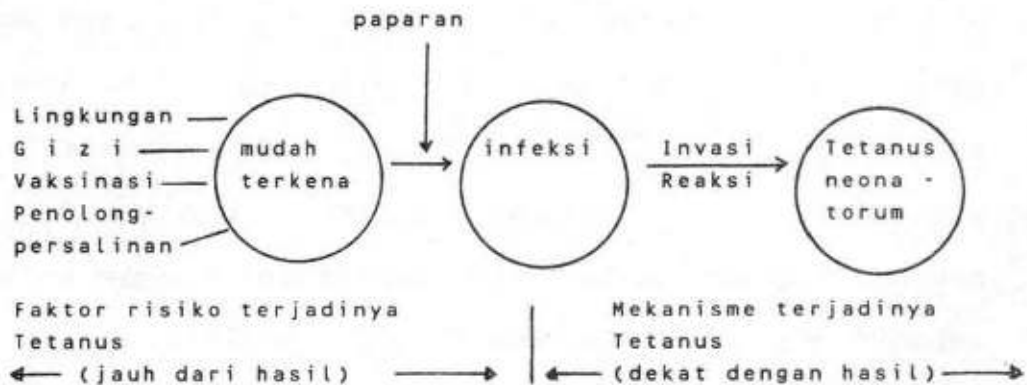 paparan
Lingkungan
G i z i
Vaksinasi
Penolong-
persalinan
mudah
terkena
infeksi
Invasi
Reaksi
Tetanus
neona -
torum
Faktor risiko terjadinya
Tetanus
(jauh dari hasil)
Mekanisme terjadinya
Tetanus
(dekat dengan hasil)